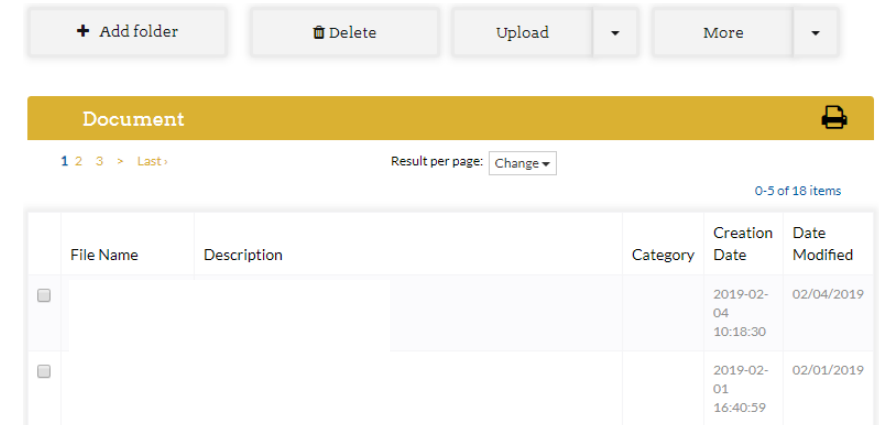 + Add folder Delete Upload More
Document
1 2 3 > Last ›
Result per page: Change
0-5 of 18 items
File Name Description Category Creation Date Date Modified
2019-02-04 10:18:30 02/04/2019
2019-02-01 16:40:59 02/01/2019